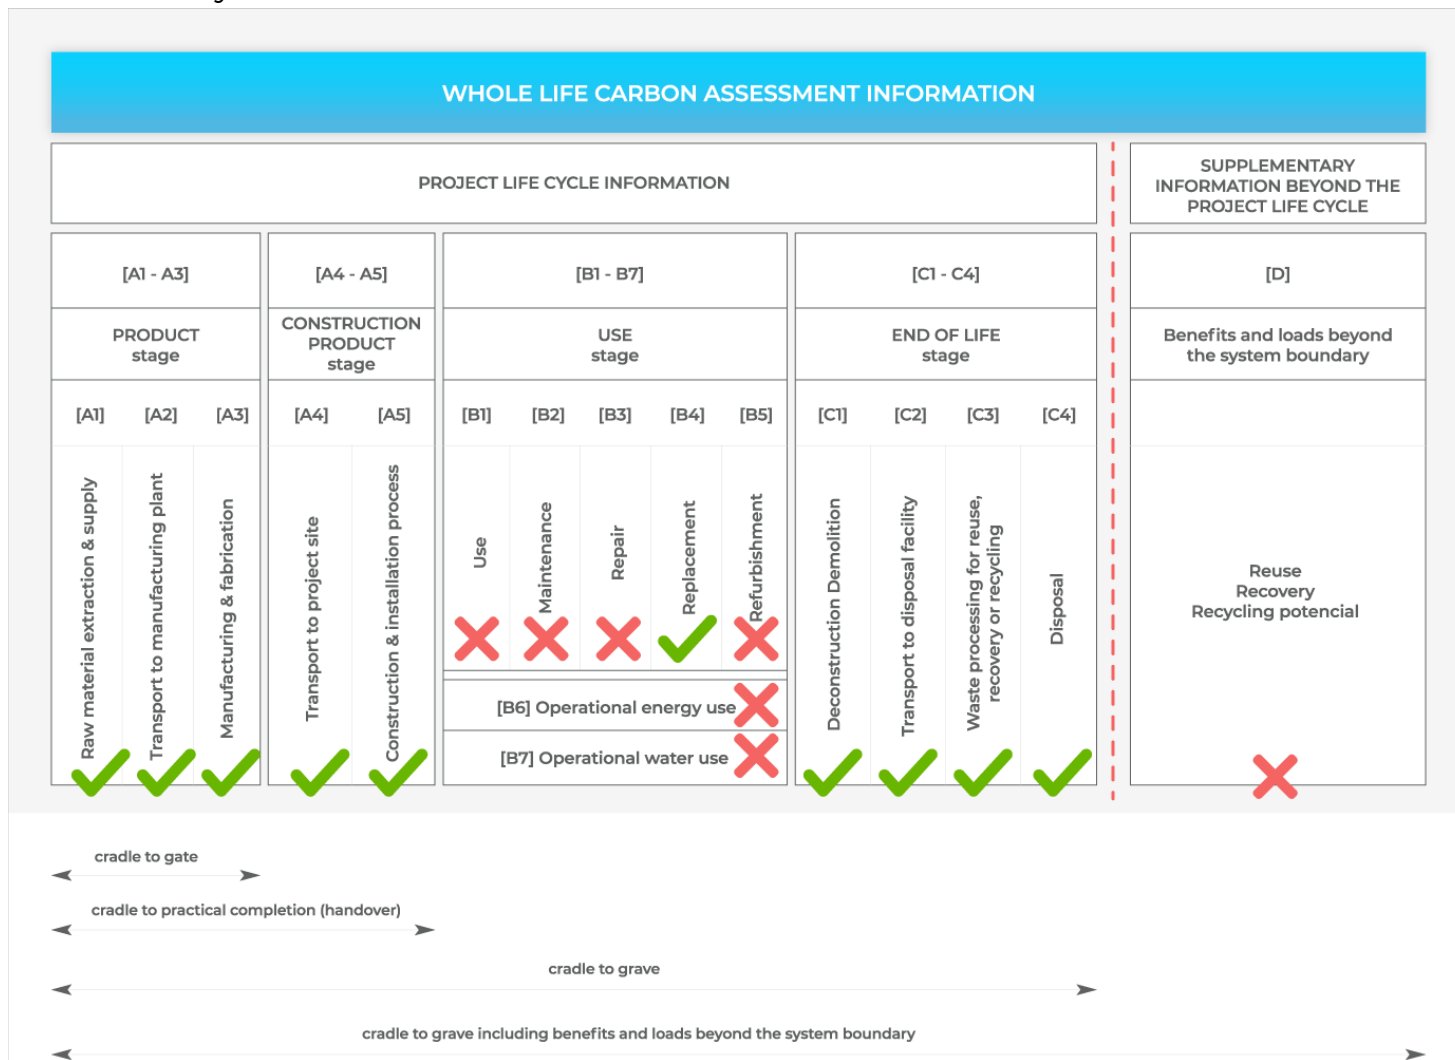 WHOLE LIFE CARBON ASSESSMENT INFORMATION
PROJECT LIFE CYCLE INFORMATION
SUPPLEMENTARY
INFORMATION BEYOND THE
PROJECT LIFE CYCLE
[A1 - A3]
[A4 - A5]
[B1 - B7]
[C1 - C4]
[D]
PRODUCT
stage
CONSTRUCTION
PRODUCT
stage
USE
stage
END OF LIFE
stage
Benefits and loads beyond
the system boundary
[A1]
[A2]
[A3]
[A4]
[A5]
[B1]
[B2]
[B3]
[B4]
[B5]
[C1]
[C2]
[C3]
[C4]
Raw material extraction & supply
Transport to manufacturing plant
Manufacturing & fabrication
Transport to project site
Construction & installation process
Use
Maintenance
Repair
Replacement
Refurbishment
[B6] Operational energy use
[B7] Operational water use
Deconstruction Demolition
Transport to disposal facility
Waste processing for reuse,
recovery or recycling
Disposal
Reuse
Recovery
Recycling potencial
cradle to gate
cradle to practical completion (handover)
cradle to grave
cradle to grave including benefits and loads beyond the system boundary